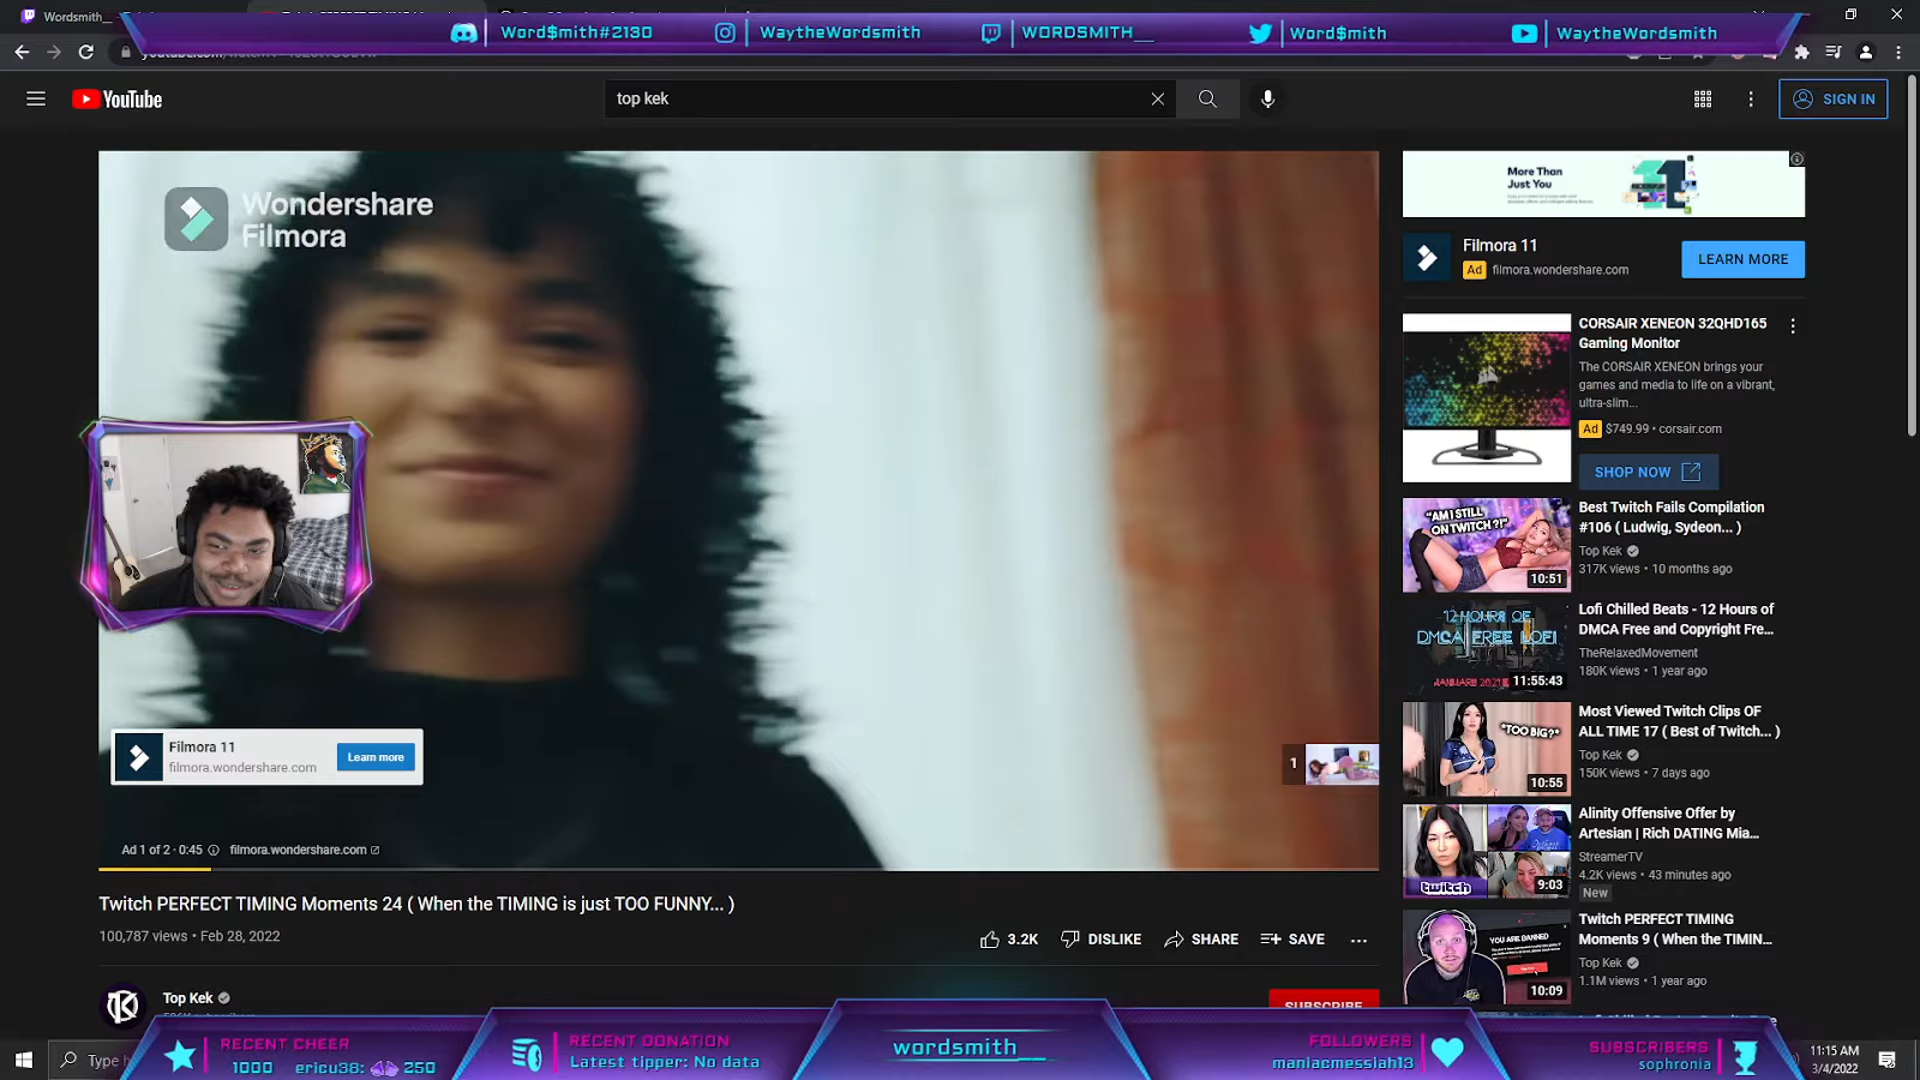 Wordsmith_
Word$mith#2130
WaytheWordsmith
WORDSMITH__
Word$mith
WaytheWordsmith
YouTube
top kek
SIGN IN
Wondershare
Filmora
More Than
Just You
Filmora 11
Ad filmora.wondershare.com
LEARN MORE
CORSAIR XENEON 32QHD165
Gaming Monitor
The CORSAIR XENEON brings your
games and media to life on a vibrant,
ultra-slim...
Ad $749.99 • corsair.com
SHOP NOW
"AM I STILL
ON TWITCH?!"
10:51
Best Twitch Fails Compilation
#106 ( Ludwig, Sydeon... )
Top Kek
317K views • 10 months ago
12 HOURS OF
DMCA FREE LOFI
JANUARY 2021
11:55:43
Lofi Chilled Beats - 12 Hours of
DMCA Free and Copyright Fre...
TheRelaxedMovement
180K views • 1 year ago
*TOO BIG?*
10:55
Most Viewed Twitch Clips OF
ALL TIME 17 ( Best of Twitch... )
Top Kek
150K views • 7 days ago
twitch
9:03
Alinity Offensive Offer by
Artesian | Rich DATING Mia...
StreamerTV
4.2K views • 43 minutes ago
New
YOU ARE BANNED
10:09
Twitch PERFECT TIMING
Moments 9 ( When the TIMIN...
Top Kek
1.1M views • 1 year ago
Filmora 11
filmora.wondershare.com
Learn more
1
Ad 1 of 2 · 0:45
filmora.wondershare.com
Twitch PERFECT TIMING Moments 24 ( When the TIMING is just TOO FUNNY... )
100,787 views • Feb 28, 2022
3.2K
DISLIKE
SHARE
SAVE
Top Kek
SUBSCRIBE
Type
RECENT CHEER
1000 ericu38: 250
RECENT DONATION
Latest tipper: No data
wordsmith__
FOLLOWERS
maniacmessiah13
SUBSCRIBERS
sophronia
11:15 AM
3/4/2022